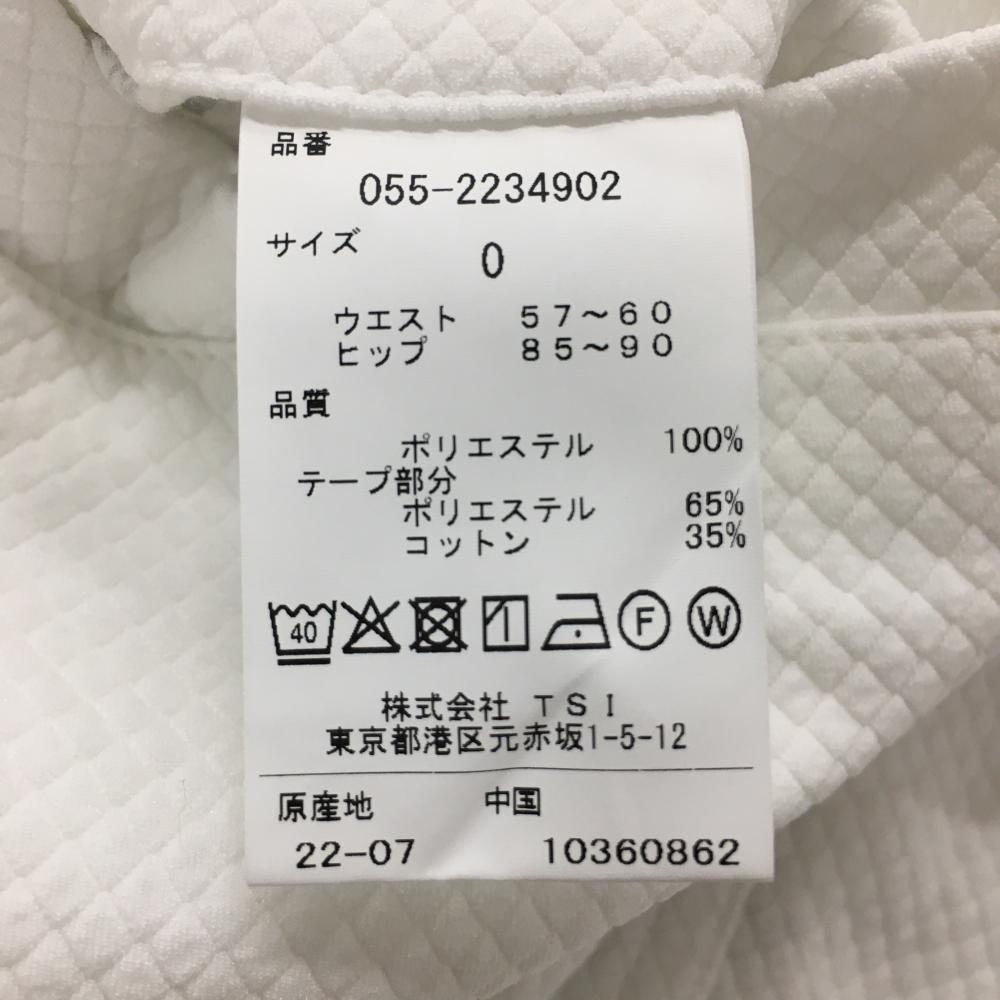 品番
055-2234902
サイズ 0
ウエスト 57～60
ヒップ 85～90
品質
ポリエステル 100%
テープ部分
ポリエステル 65%
コットン 35%
40 F W
株式会社 TSI
東京都港区元赤坂1-5-12
原産地 中国
22-07 10360862